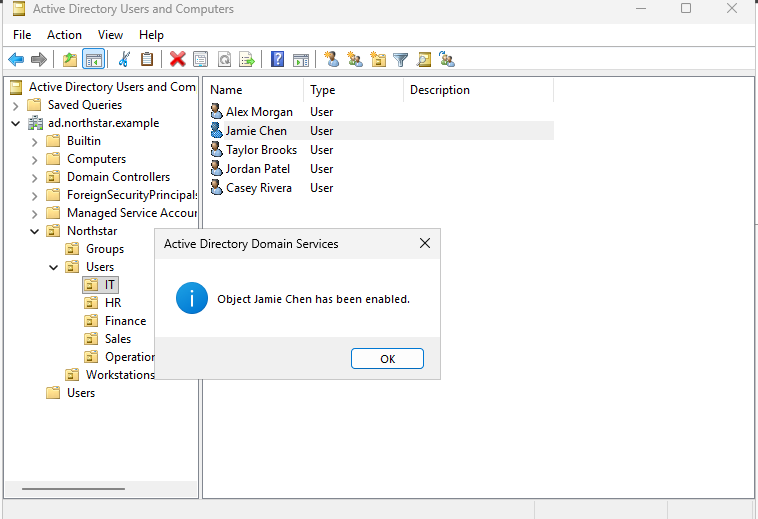 Active Directory Users and Computers
File Action View Help
Active Directory Users and Com
Saved Queries
ad.northstar.example
Builtin
Computers
Domain Controllers
ForeignSecurityPrincipals
Managed Service Accour
Northstar
Groups
Users
IT
HR
Finance
Sales
Operation
Workstations
Users
Name Type Description
Alex Morgan User
Jamie Chen User
Taylor Brooks User
Jordan Patel User
Casey Rivera User
Active Directory Domain Services
Object Jamie Chen has been enabled.
OK